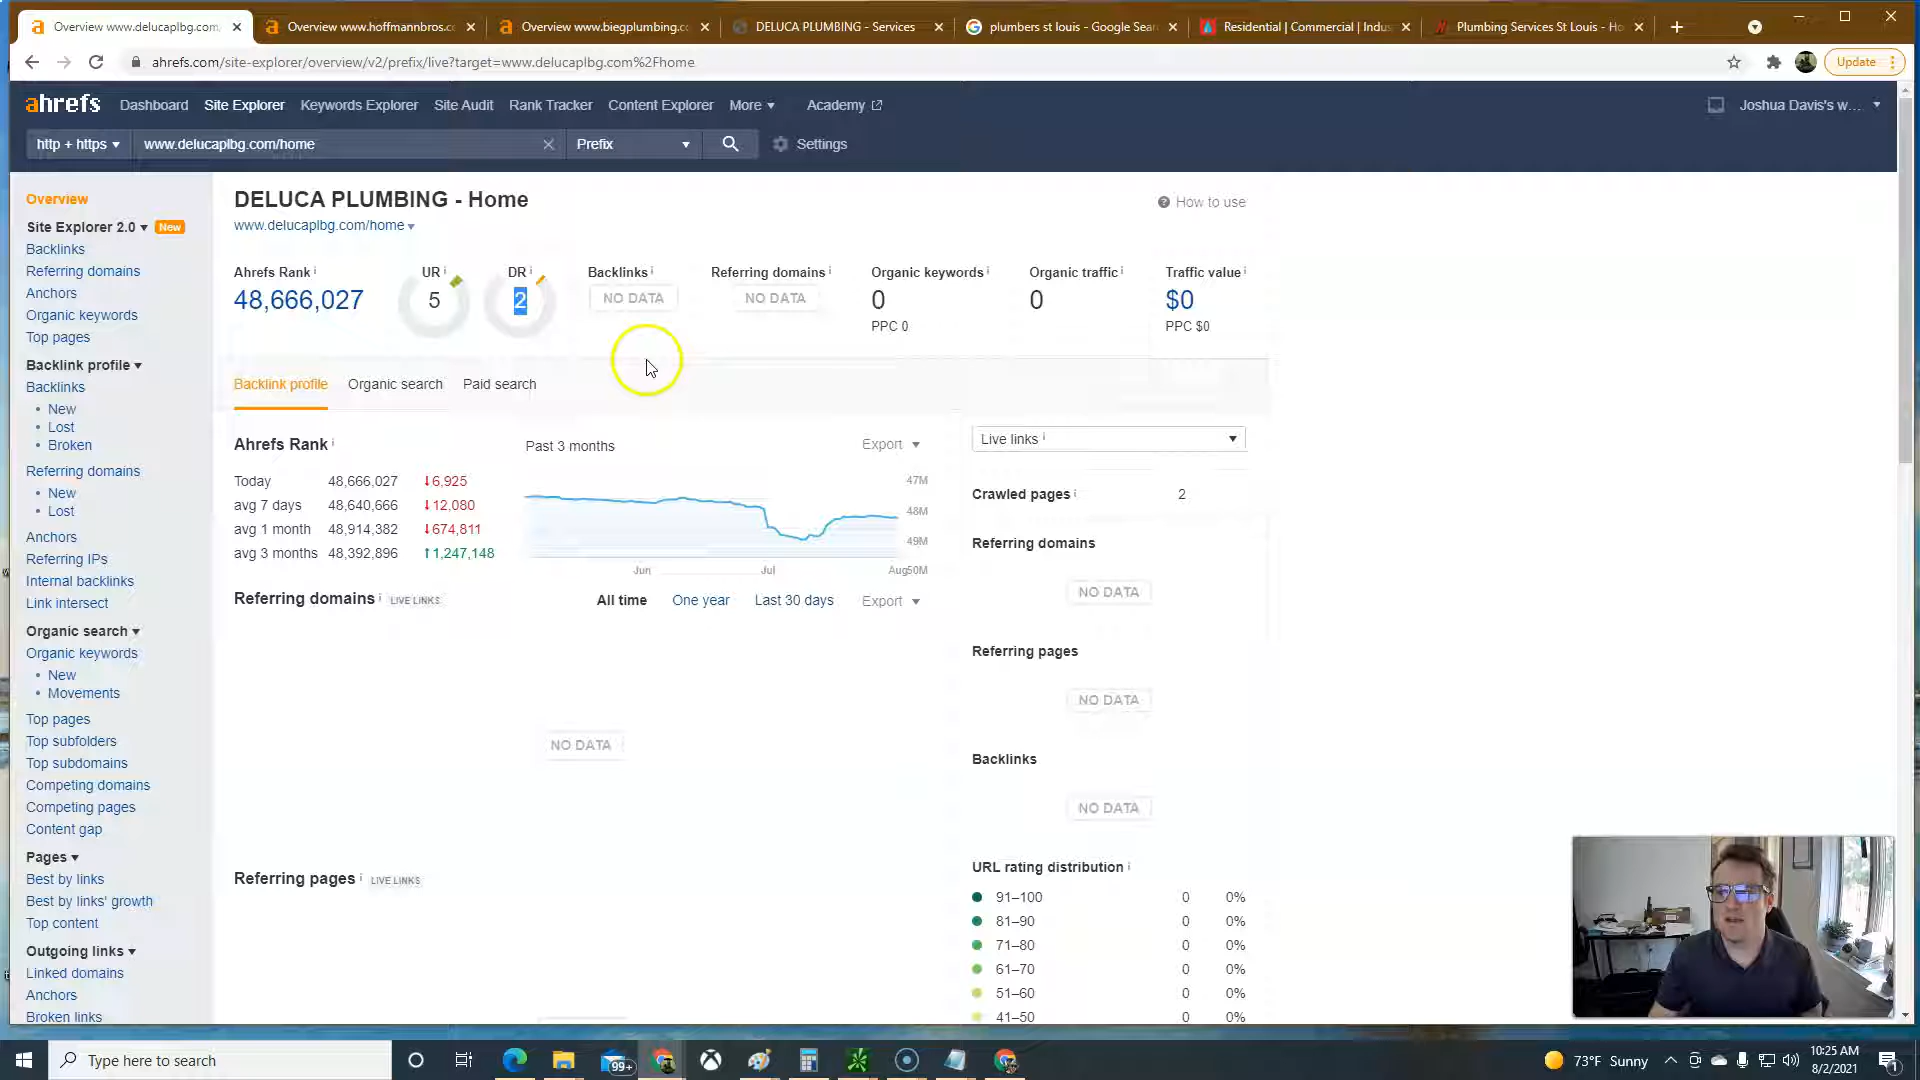 Overview www.delucaplbg.com
Overview www.hoffmannbros.cc
Overview www.biegplumbing.cc
DELUCA PLUMBING - Services
plumbers st louis - Google Sear
Residential | Commercial | Indus
Plumbing Services St Louis - Ho
ahrefs.com/site-explorer/overview/v2/prefix/live?target=www.delucaplbg.com%2Fhome
Update
ahrefs
Dashboard
Site Explorer
Keywords Explorer
Site Audit
Rank Tracker
Content Explorer
More
Academy
Joshua Davis's w...
http + https
www.delucaplbg.com/home
Prefix
Settings
Overview
Site Explorer 2.0 New
Backlinks
Referring domains
Anchors
Organic keywords
Top pages
Backlink profile
Backlinks
New
Lost
Broken
Referring domains
New
Lost
Anchors
Referring IPs
Internal backlinks
Link intersect
Organic search
Organic keywords
New
Movements
Top pages
Top subfolders
Top subdomains
Competing domains
Competing pages
Content gap
Pages
Best by links
Best by links' growth
Top content
Outgoing links
Linked domains
Anchors
Broken links
DELUCA PLUMBING - Home
How to use
www.delucaplbg.com/home
Ahrefs Rank
48,666,027
UR
5
DR
2
Backlinks
NO DATA
Referring domains
NO DATA
Organic keywords
0
PPC 0
Organic traffic
0
Traffic value
$0
PPC $0
Backlink profile
Organic search
Paid search
Ahrefs Rank
Past 3 months
Export
Today 48,666,027 ↓6,925
avg 7 days 48,640,666 ↓12,080
avg 1 month 48,914,382 ↓674,811
avg 3 months 48,392,896 ↑1,247,148
47M
48M
49M
Jun
Jul
Aug50M
Referring domains LIVE LINKS
All time
One year
Last 30 days
Export
NO DATA
Referring pages LIVE LINKS
Live links
Crawled pages 2
Referring domains
NO DATA
Referring pages
NO DATA
Backlinks
NO DATA
URL rating distribution
91–100 0 0%
81–90 0 0%
71–80 0 0%
61–70 0 0%
51–60 0 0%
41–50 0 0%
Type here to search
99+
73°F Sunny
10:25 AM
8/2/2021
1